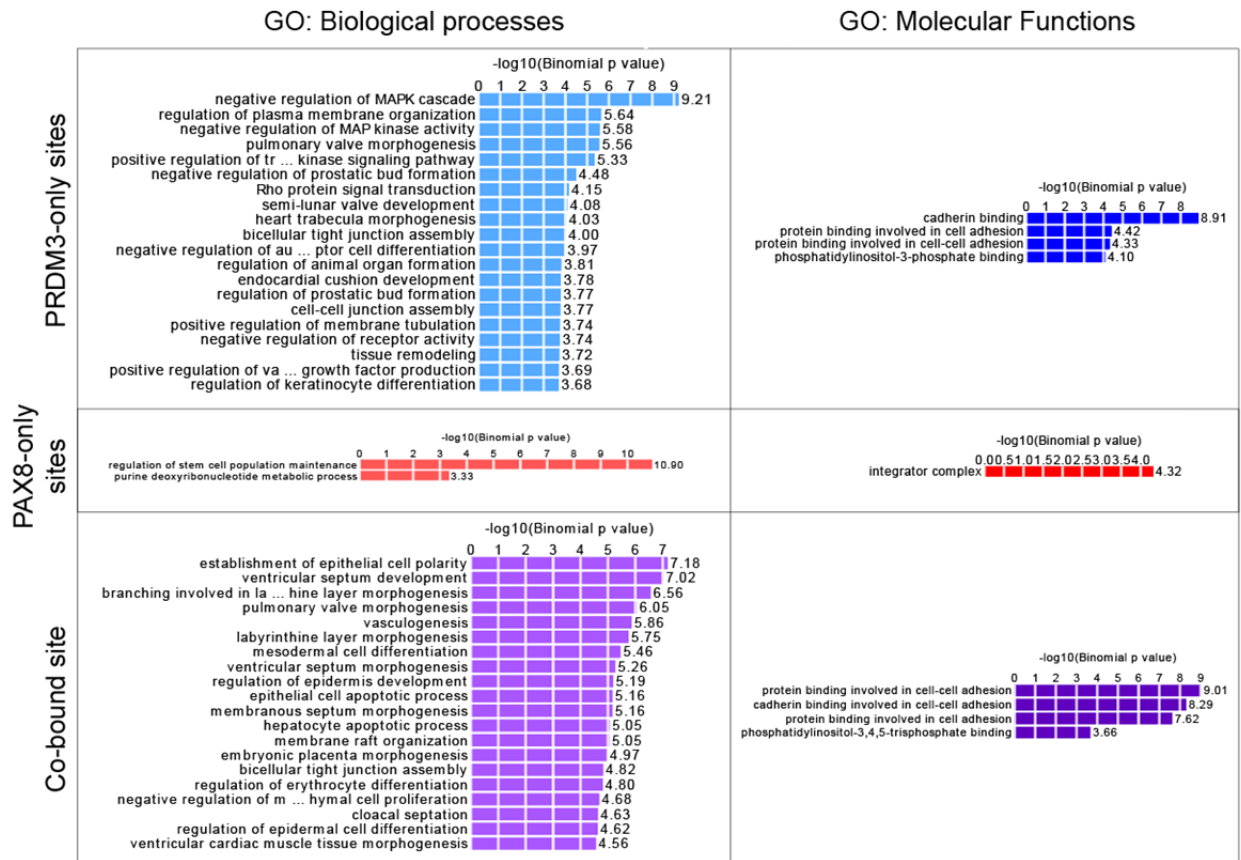 GO: Biological processes
GO: Molecular Functions
PRDM3-only sites
-log10(Binomial p value)
0 1 2 3 4 5 6 7 8 9
negative regulation of MAPK cascade 9.21
regulation of plasma membrane organization 5.64
negative regulation of MAP kinase activity 5.58
pulmonary valve morphogenesis 5.56
positive regulation of tr ... kinase signaling pathway 5.33
negative regulation of prostatic bud formation 4.48
Rho protein signal transduction 4.15
semi-lunar valve development 4.08
heart trabecula morphogenesis 4.03
bicellular tight junction assembly 4.00
negative regulation of au ... ptor cell differentiation 3.97
regulation of animal organ formation 3.81
endocardial cushion development 3.78
regulation of prostatic bud formation 3.77
cell-cell junction assembly 3.77
positive regulation of membrane tubulation 3.74
negative regulation of receptor activity 3.74
tissue remodeling 3.72
positive regulation of va ... growth factor production 3.69
regulation of keratinocyte differentiation 3.68
-log10(Binomial p value)
0 1 2 3 4 5 6 7 8
cadherin binding 8.91
protein binding involved in cell adhesion 4.42
protein binding involved in cell-cell adhesion 4.33
phosphatidylinositol-3-phosphate binding 4.10
PAX8-only
sites
-log10(Binomial p value)
0 1 2 3 4 5 6 7 8 9 10
regulation of stem cell population maintenance 10.90
purine deoxyribonucleotide metabolic process 3.33
-log10(Binomial p value)
0.00.51.01.52.02.53.03.54.0
integrator complex 4.32
Co-bound site
-log10(Binomial p value)
0 1 2 3 4 5 6 7
establishment of epithelial cell polarity 7.18
ventricular septum development 7.02
branching involved in la ... hine layer morphogenesis 6.56
pulmonary valve morphogenesis 6.05
vasculogenesis 5.86
labyrinthine layer morphogenesis 5.75
mesodermal cell differentiation 5.46
ventricular septum morphogenesis 5.26
regulation of epidermis development 5.19
epithelial cell apoptotic process 5.16
membranous septum morphogenesis 5.16
hepatocyte apoptotic process 5.05
membrane raft organization 5.05
embryonic placenta morphogenesis 4.97
bicellular tight junction assembly 4.82
regulation of erythrocyte differentiation 4.80
negative regulation of m ... hymal cell proliferation 4.68
cloacal septation 4.63
regulation of epidermal cell differentiation 4.62
ventricular cardiac muscle tissue morphogenesis 4.56
-log10(Binomial p value)
0 1 2 3 4 5 6 7 8 9
protein binding involved in cell-cell adhesion 9.01
cadherin binding involved in cell-cell adhesion 8.29
protein binding involved in cell adhesion 7.62
phosphatidylinositol-3,4,5-trisphosphate binding 3.66